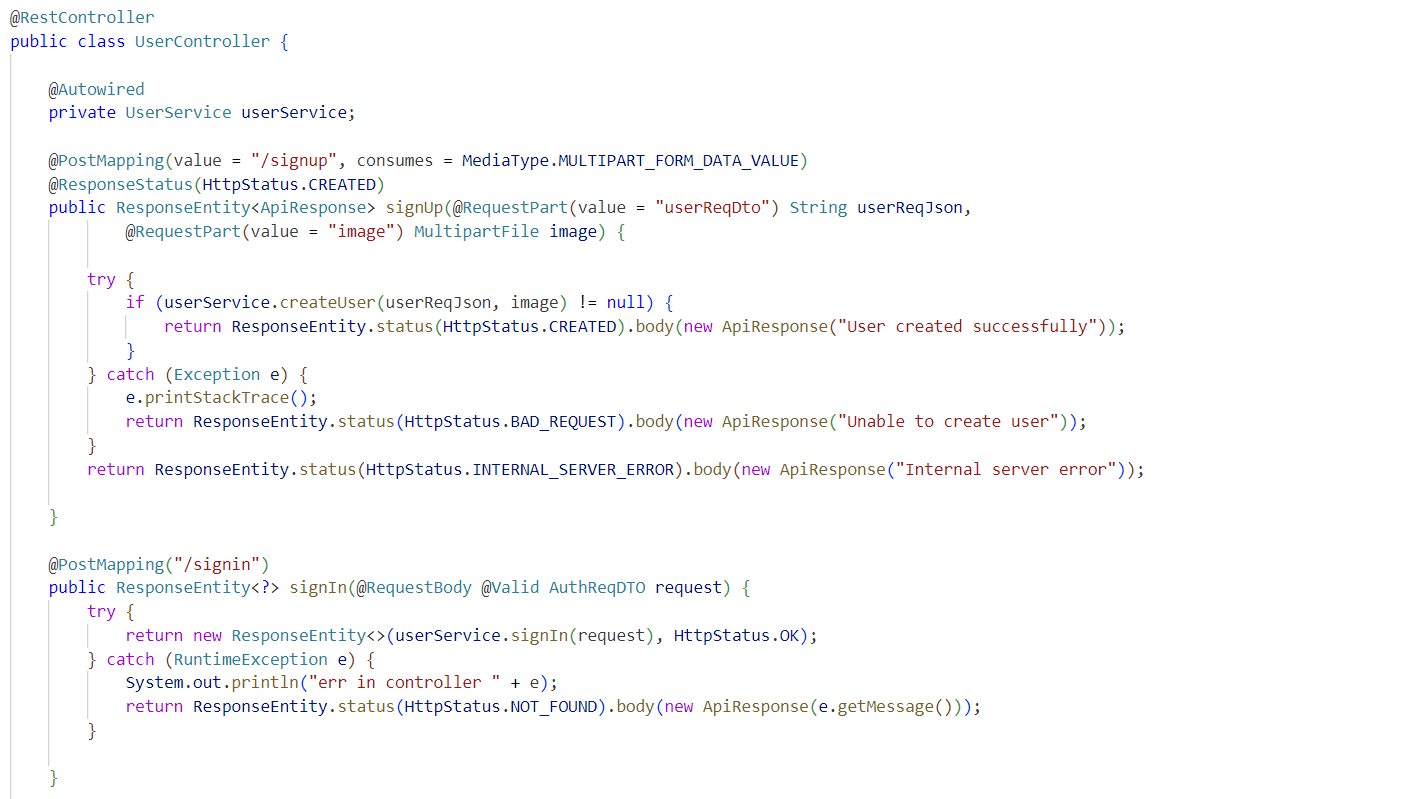 @RestController
public class UserController {
@Autowired
private UserService userService;
@PostMapping(value = "/signup", consumes = MediaType.MULTIPART_FORM_DATA_VALUE)
@ResponseStatus(HttpStatus.CREATED)
public ResponseEntity<ApiResponse> signUp(@RequestPart(value = "userReqDto") String userReqJson,
@RequestPart(value = "image") MultipartFile image) {
try {
if (userService.createUser(userReqJson, image) != null) {
return ResponseEntity.status(HttpStatus.CREATED).body(new ApiResponse("User created successfully"));
}
} catch (Exception e) {
e.printStackTrace();
return ResponseEntity.status(HttpStatus.BAD_REQUEST).body(new ApiResponse("Unable to create user"));
}
return ResponseEntity.status(HttpStatus.INTERNAL_SERVER_ERROR).body(new ApiResponse("Internal server error"));
}
@PostMapping("/signin")
public ResponseEntity<?> signIn(@RequestBody @Valid AuthReqDTO request) {
try {
return new ResponseEntity<>(userService.signIn(request), HttpStatus.OK);
} catch (RuntimeException e) {
System.out.println("err in controller " + e);
return ResponseEntity.status(HttpStatus.NOT_FOUND).body(new ApiResponse(e.getMessage()));
}
}